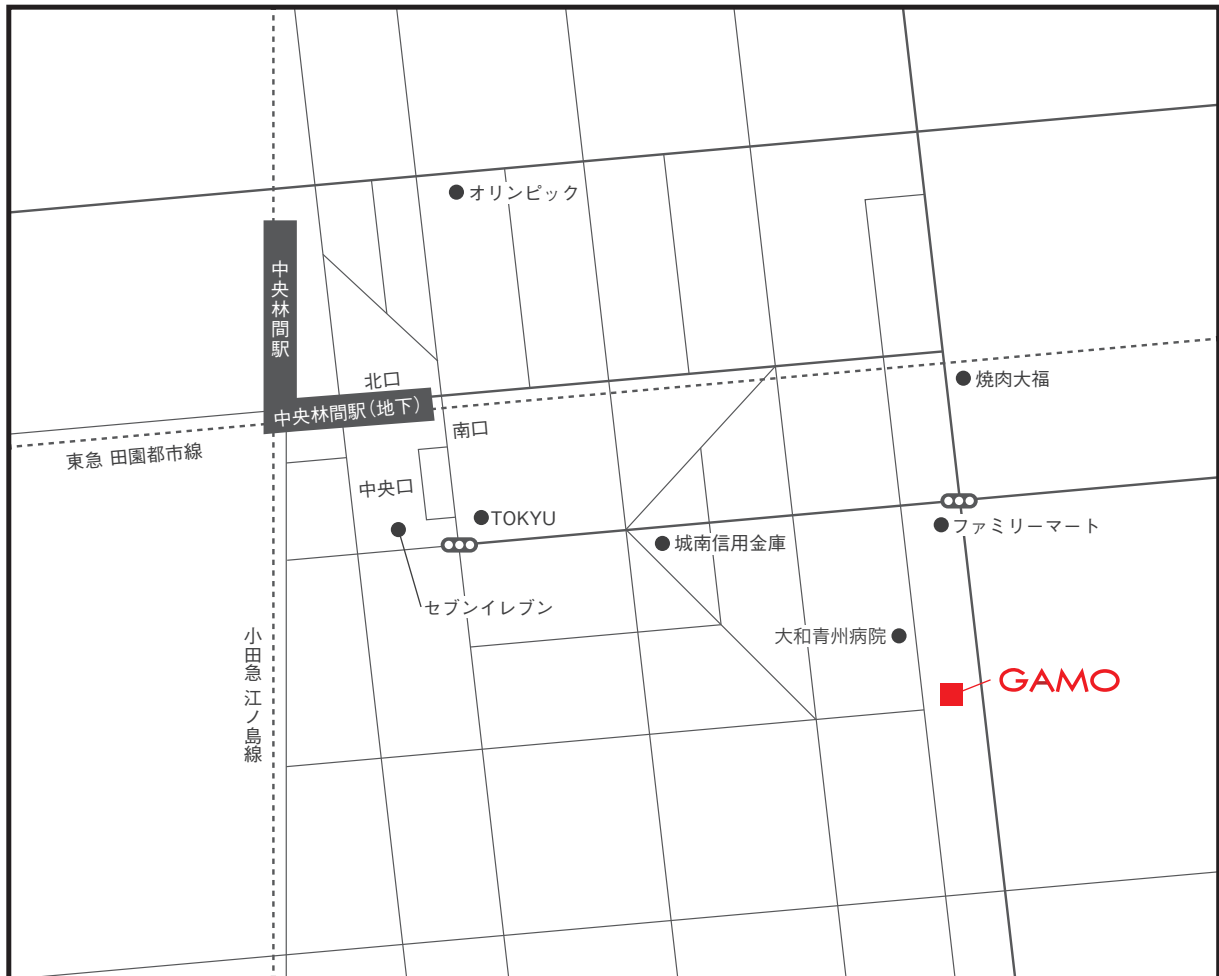 オリンピック
中央林間駅
北口
焼肉大福
中央林間駅(地下)
南口
東急 田園都市線
中央口
TOKYU
ファミリーマート
城南信用金庫
セブンイレブン
小田急 江ノ島線
大和青州病院
GAMO